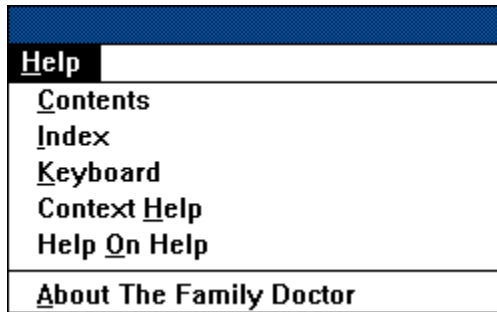 Help
Contents
Index
Keyboard
Context Help
Help On Help
About The Family Doctor